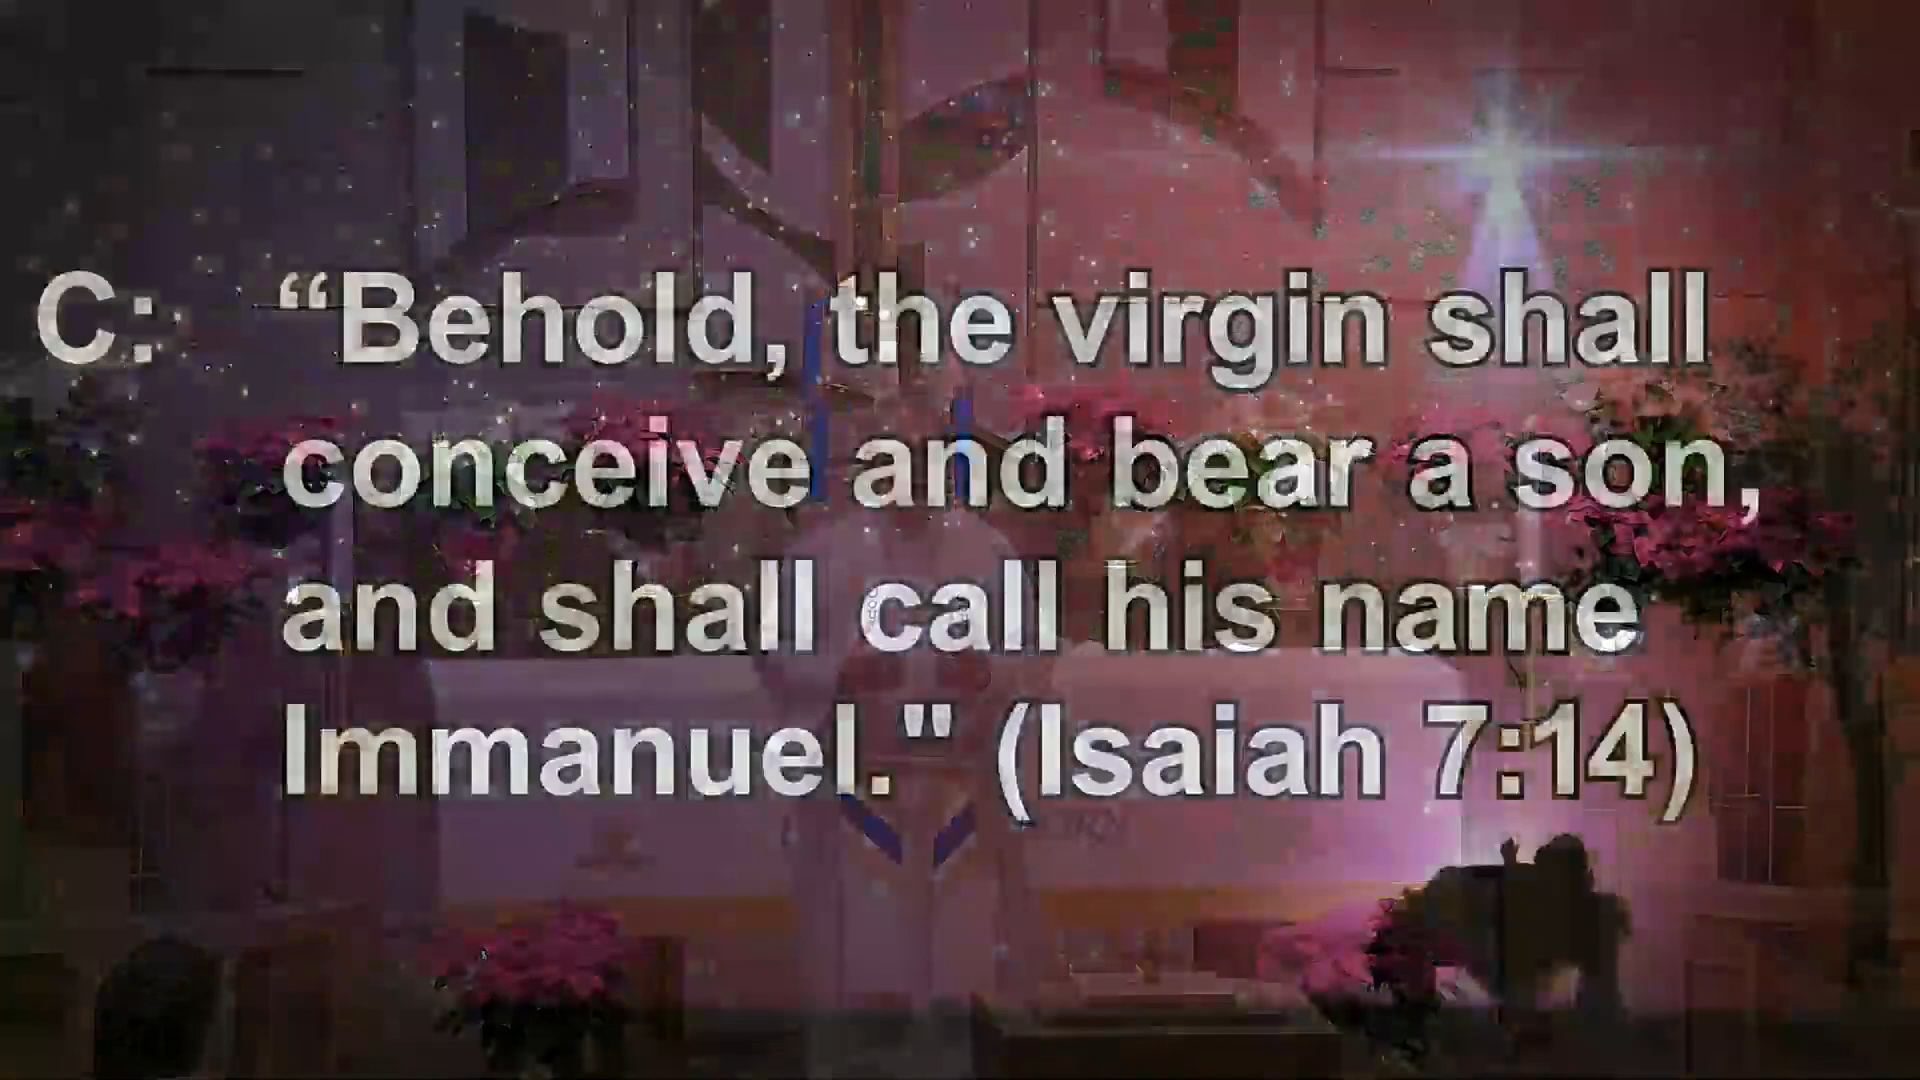 C: “Behold, the virgin shall
conceive and bear a son,
and shall call his name
Immanuel." (Isaiah 7:14)